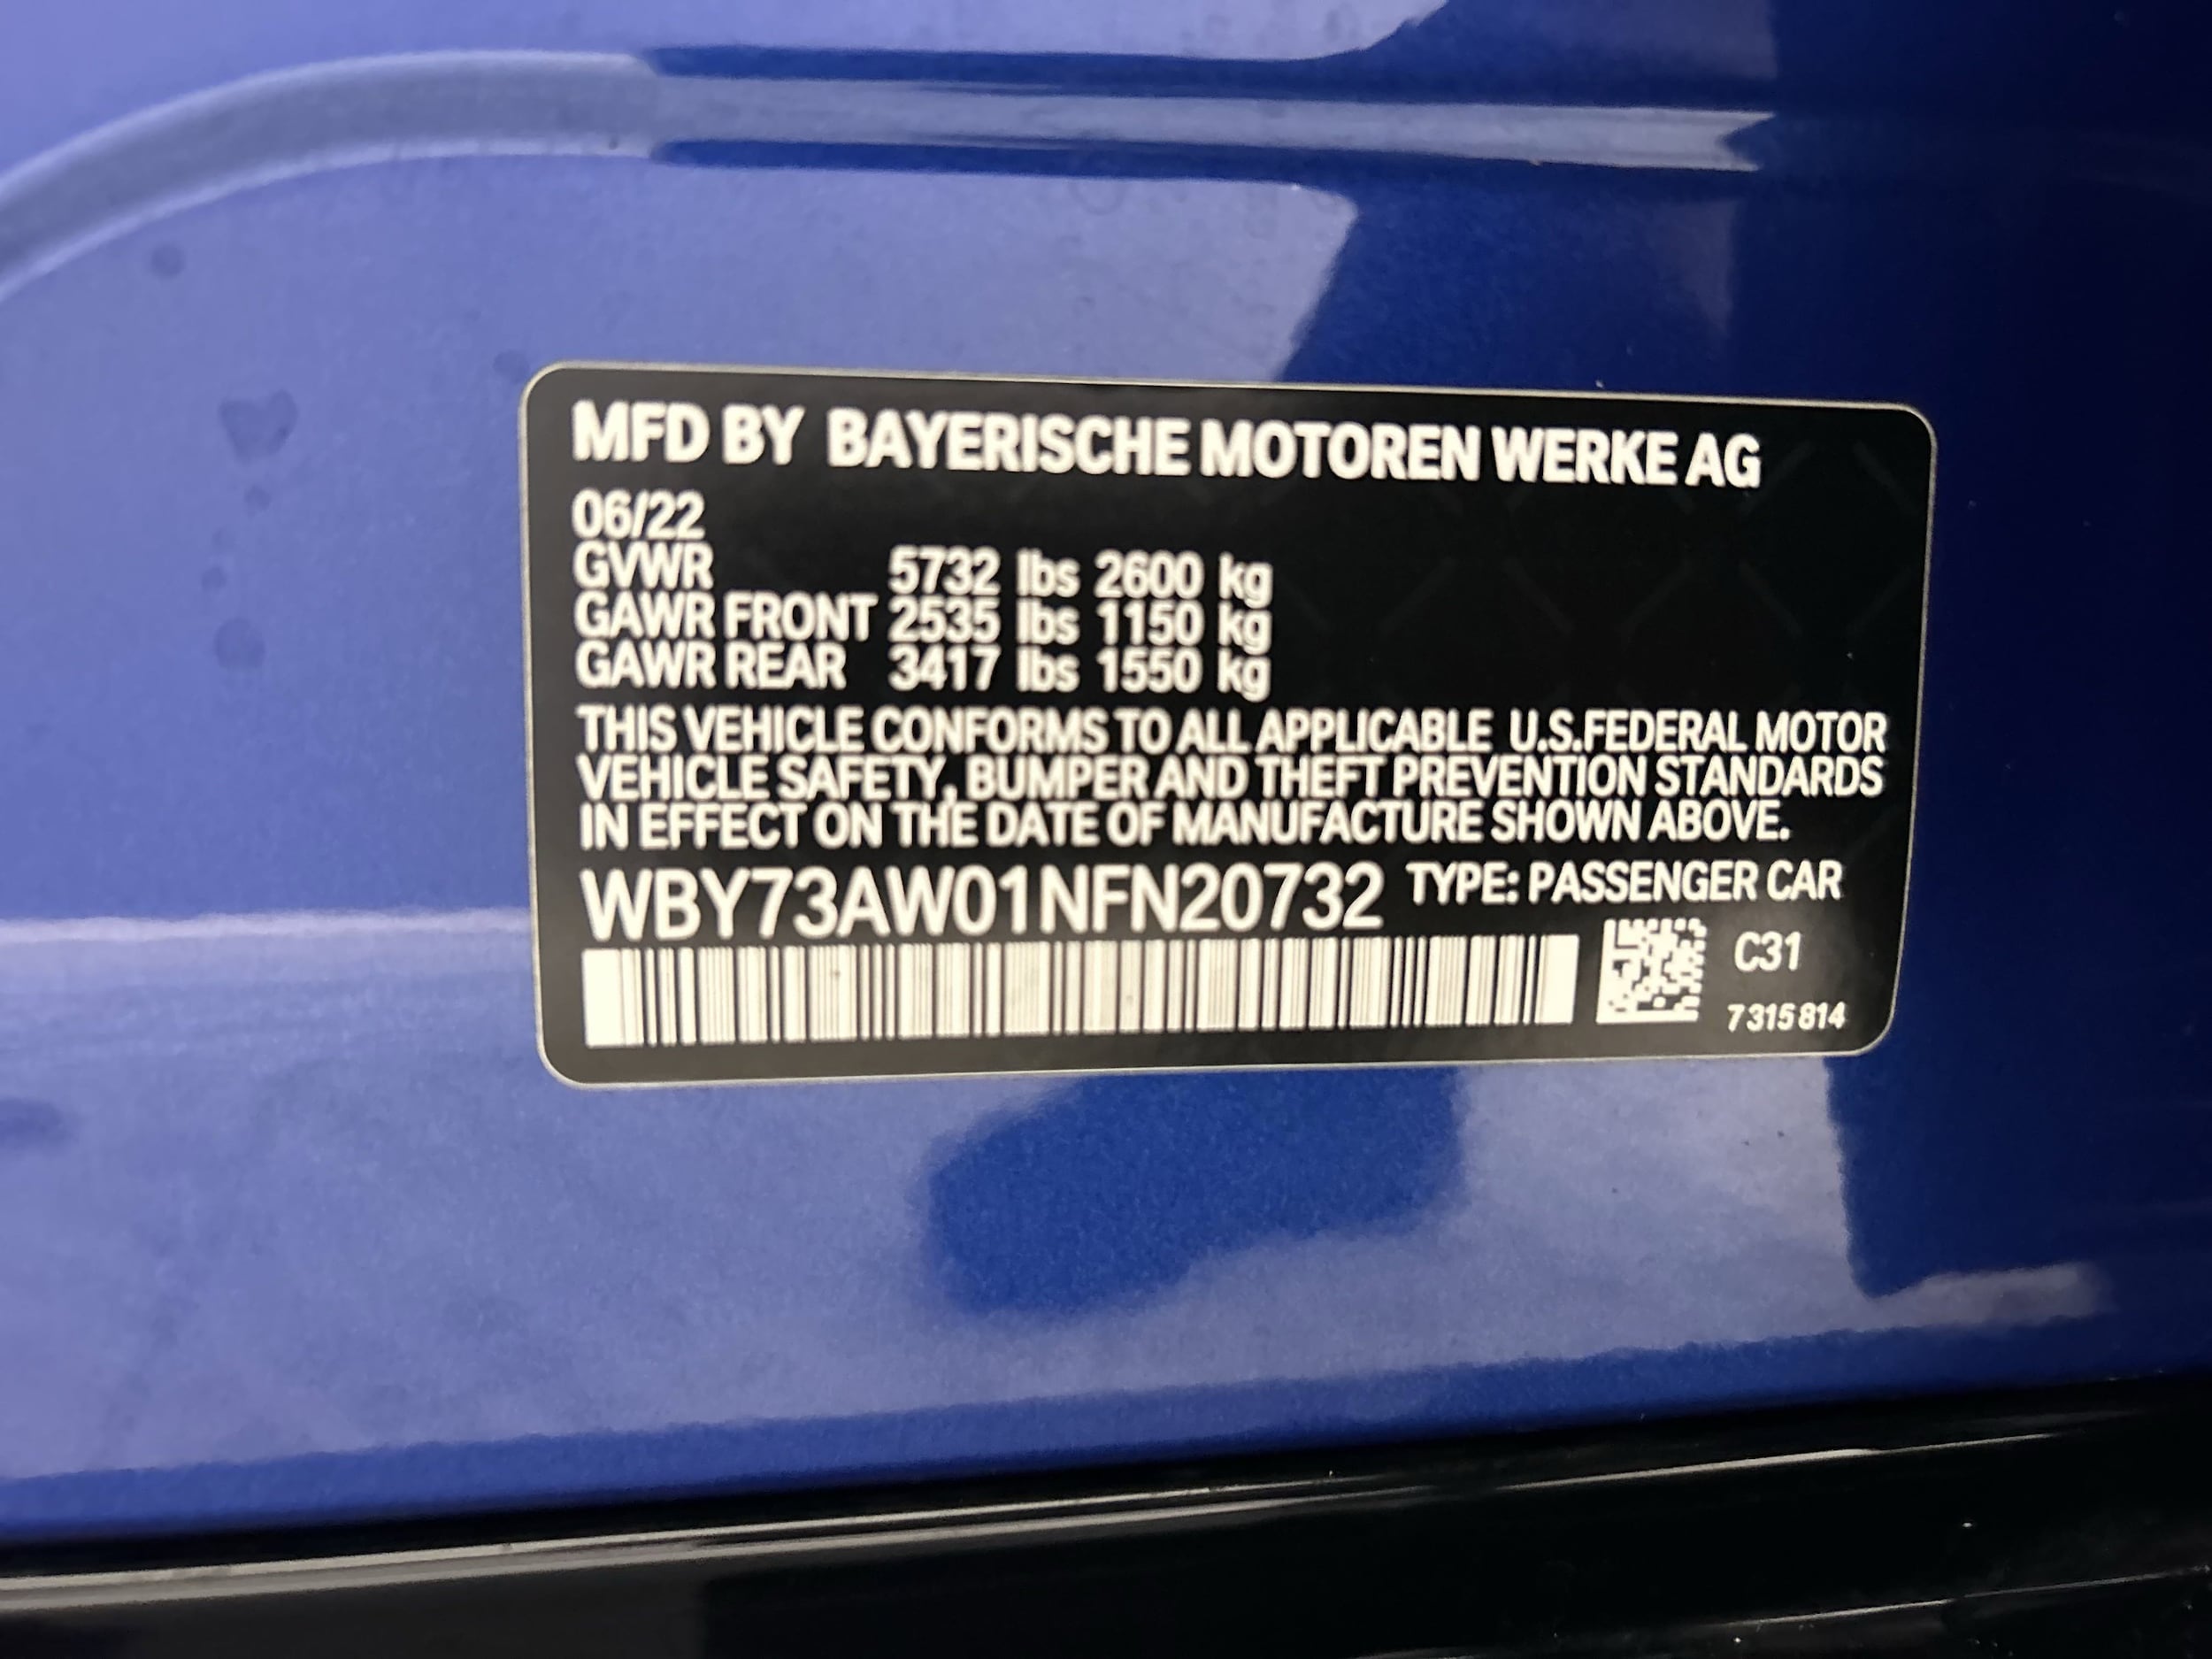 MFD BY BAYERISCHE MOTOREN WERKE AG
06/22
GVWR 5732 lbs 2600 kg
GAWR FRONT 2535 lbs 1150 kg
GAWR REAR 3417 lbs 1550 kg
THIS VEHICLE CONFORMS TO ALL APPLICABLE U.S.FEDERAL MOTOR
VEHICLE SAFETY, BUMPER AND THEFT PREVENTION STANDARDS
IN EFFECT ON THE DATE OF MANUFACTURE SHOWN ABOVE.
WBY73AW01NFN20732 TYPE: PASSENGER CAR
C31
7315814